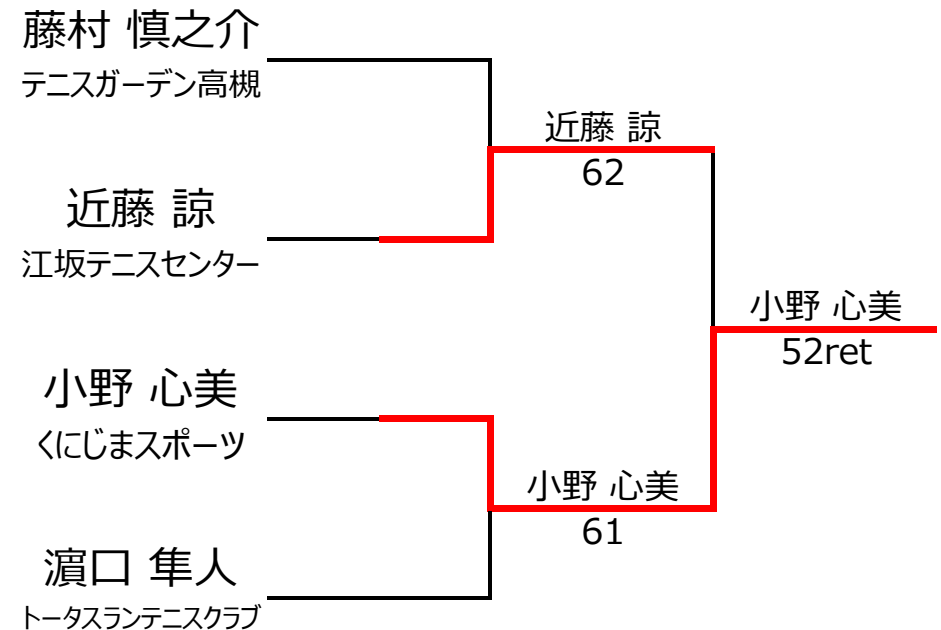 藤村 慎之介
テニスガーデン高槻
近藤 諒
62
近藤 諒
江坂テニスセンター
小野 心美
52ret
小野 心美
くにじまスポーツ
小野 心美
61
濵口 隼人
トータスランテニスクラブ